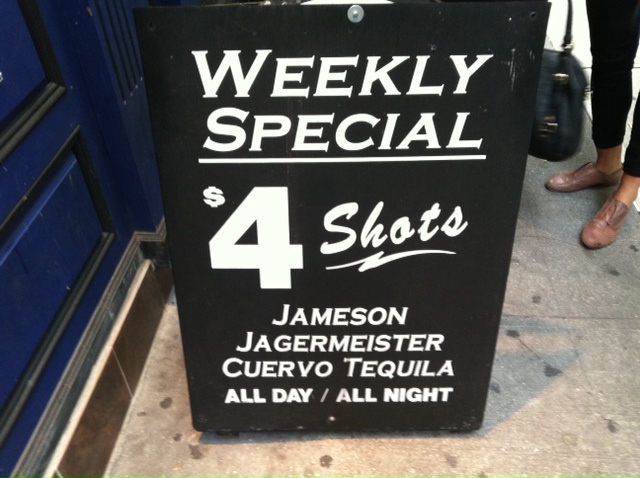 WEEKLY
SPECIAL
$4 Shots
JAMESON
JAGERMEISTER
CUERVO TEQUILA
ALL DAY / ALL NIGHT